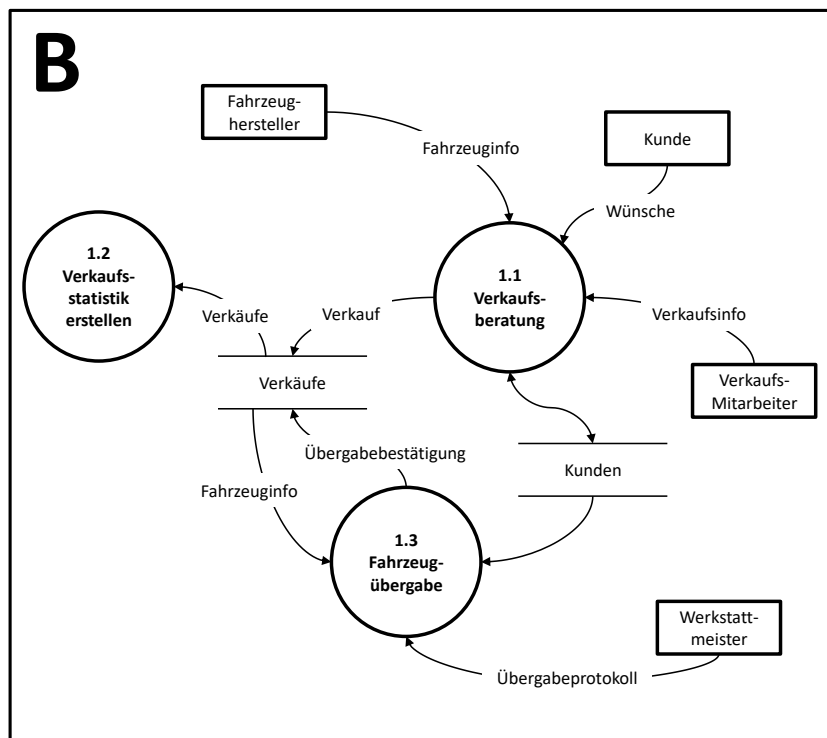 B
Fahrzeug-
hersteller
Kunde
Fahrzeuginfo
Wünsche
1.2
Verkaufs-
statistik
erstellen
1.1
Verkaufs-
beratung
Verkäufe
Verkauf
Verkaufsinfo
Verkäufe
Verkaufs-
Mitarbeiter
Übergabebestätigung
Kunden
Fahrzeuginfo
1.3
Fahrzeug-
übergabe
Werkstatt-
meister
Übergabeprotokoll